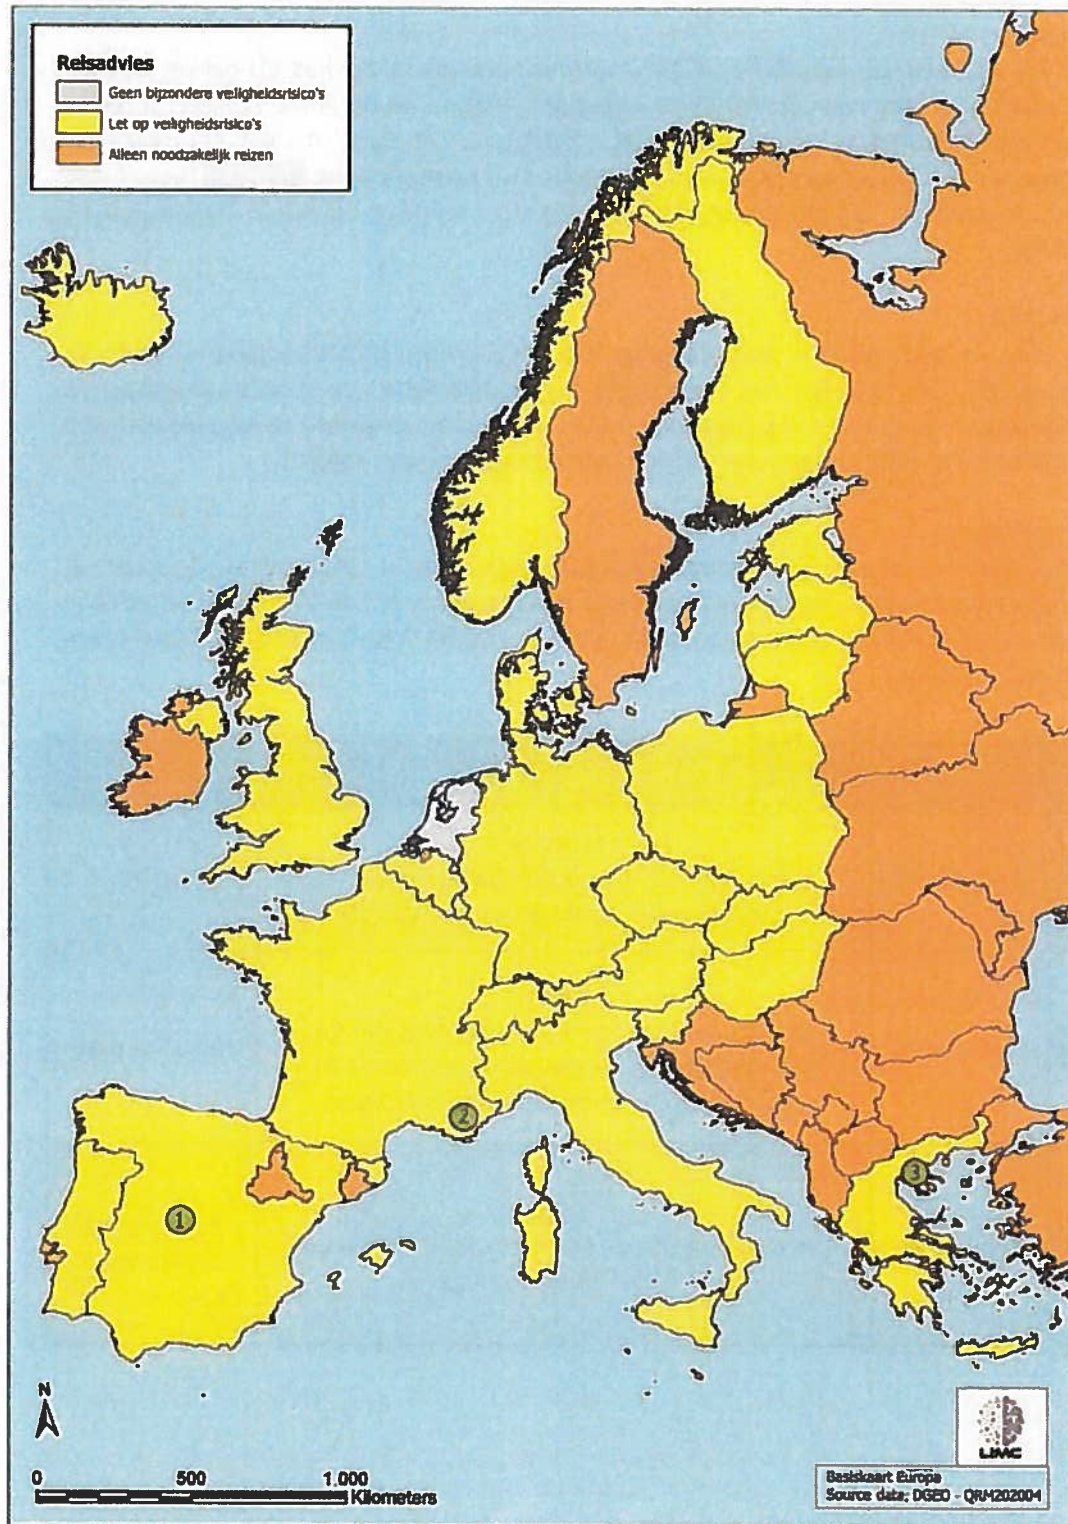 Reisadvies
Geen bijzondere veiligheidsrisico's
Let op veiligheidsrisico's
Alleen noodzakelijk reizen
2
3
1
N
0 500 1.000
Kilometers
LIMC
Basiskaart Europa
Source data; DGEO - QRM202004